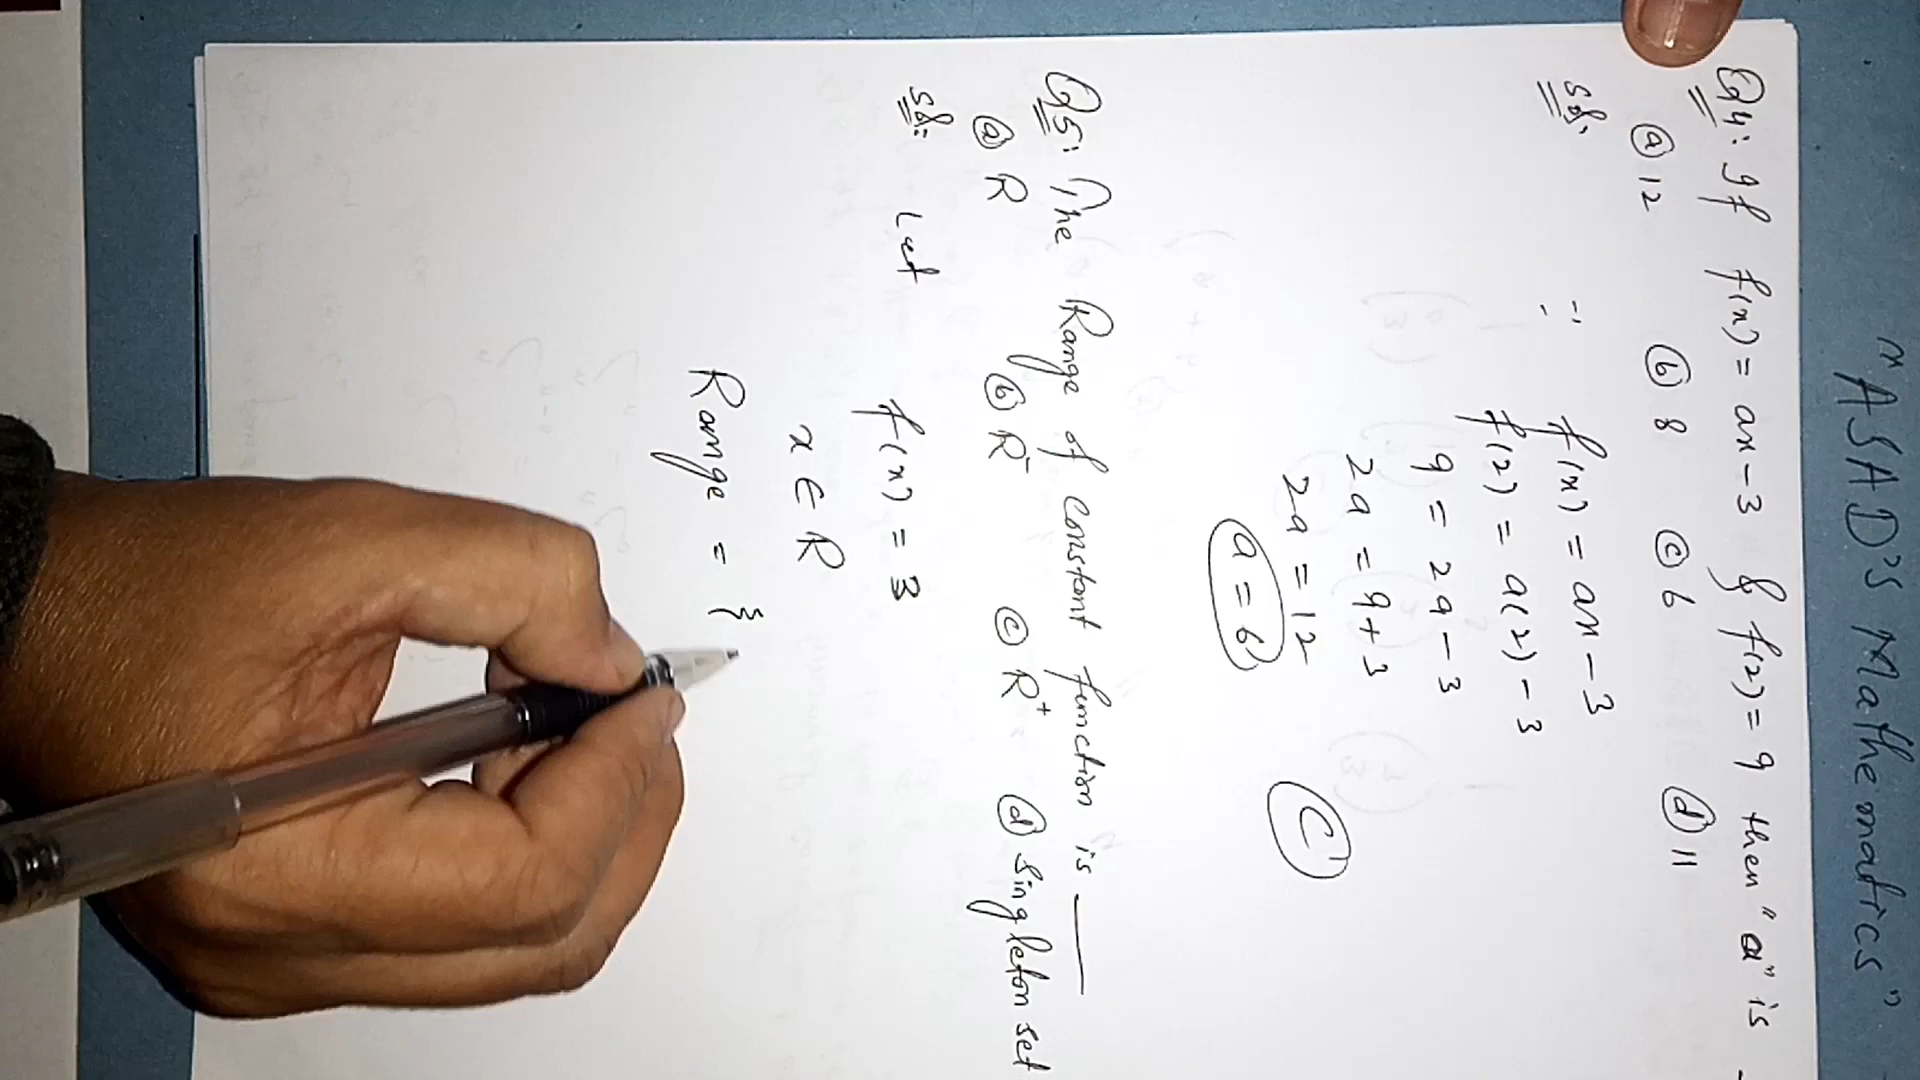 "ASAD's Mathematics"
Q4: If f(x) = ax-3 & f(2) = 9 then "a" is
(a) 12 (b) 8 (c) 6 (d) 11
Sol:
∵ f(x) = ax-3
f(2) = a(2) - 3
9 = 2a - 3
2a = 9+3
2a = 12
a = 6
C
Q5: The Range of constant function is ____
(a) R (b) R⁻ (c) R⁺ (d) Singleton set
Sol: Let f(x) = 3
x ∈ R
Range = {